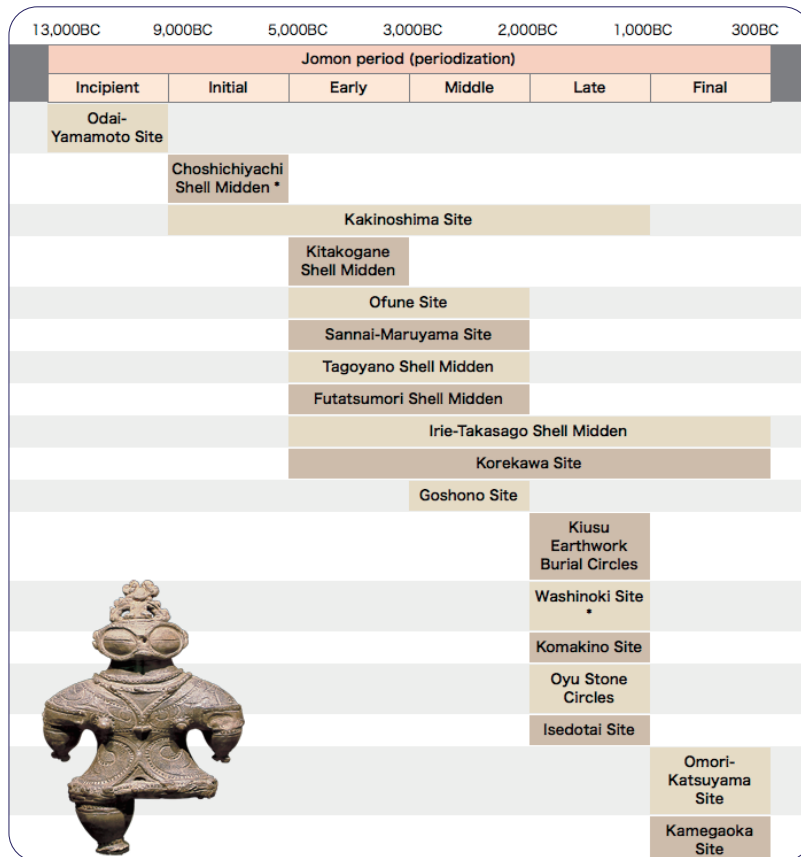 13,000BC 9,000BC 5,000BC 3,000BC 2,000BC 1,000BC 300BC
Jomon period (periodization)
Incipient Initial Early Middle Late Final
Odai-
Yamamoto Site
Choshichiyachi
Shell Midden *
Kakinoshima Site
Kitakogane
Shell Midden
Ofune Site
Sannai-Maruyama Site
Tagoyano Shell Midden
Futatsumori Shell Midden
Irie-Takasago Shell Midden
Korekawa Site
Goshono Site
Kiusu
Earthwork
Burial Circles
Washinoki Site
*
Komakino Site
Oyu Stone
Circles
Isedotai Site
Omori-
Katsuyama
Site
Kamegaoka
Site